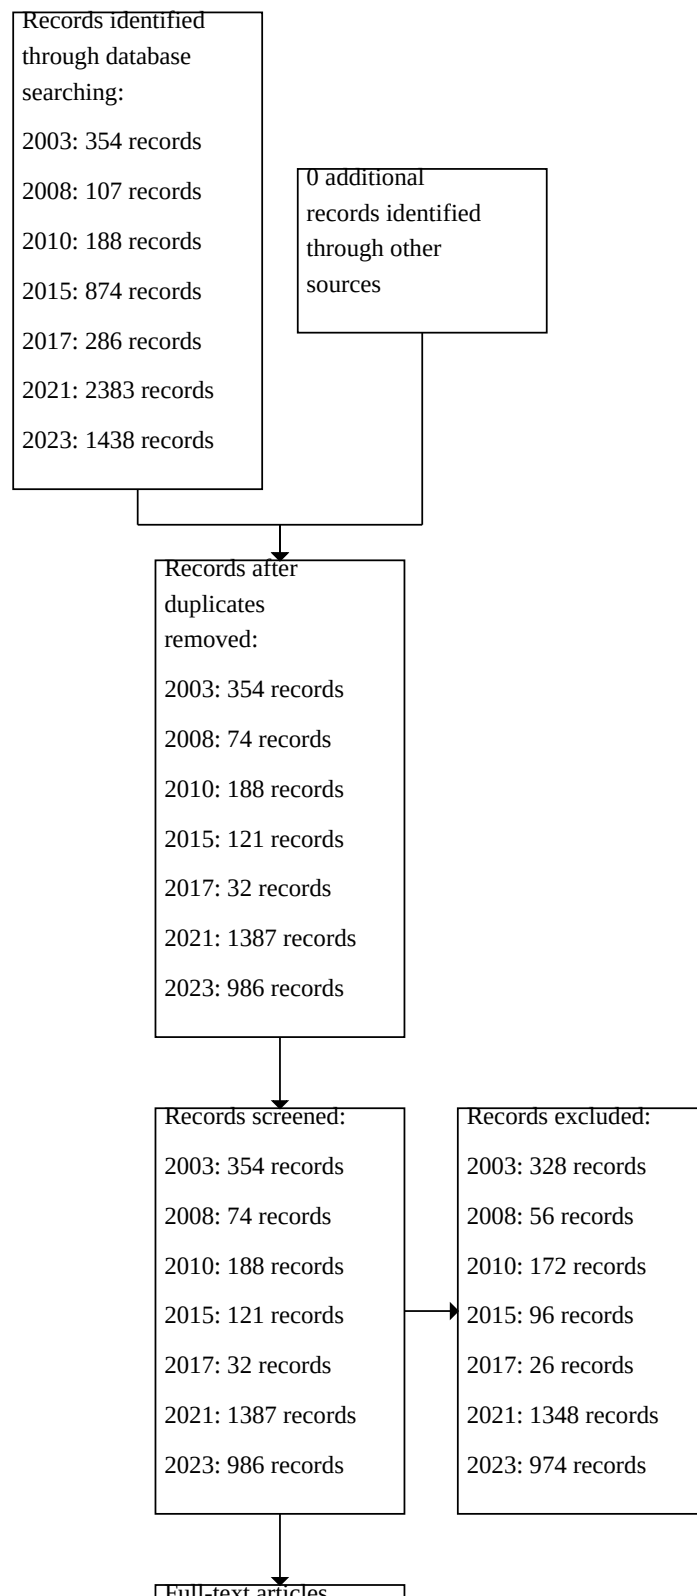 Records identified
through database
searching:
2003: 354 records
2008: 107 records
2010: 188 records
2015: 874 records
2017: 286 records
2021: 2383 records
2023: 1438 records
0 additional
records identified
through other
sources
Records after
duplicates
removed:
2003: 354 records
2008: 74 records
2010: 188 records
2015: 121 records
2017: 32 records
2021: 1387 records
2023: 986 records
Records screened:
2003: 354 records
2008: 74 records
2010: 188 records
2015: 121 records
2017: 32 records
2021: 1387 records
2023: 986 records
Records excluded:
2003: 328 records
2008: 56 records
2010: 172 records
2015: 96 records
2017: 26 records
2021: 1348 records
2023: 974 records
Full-text articles